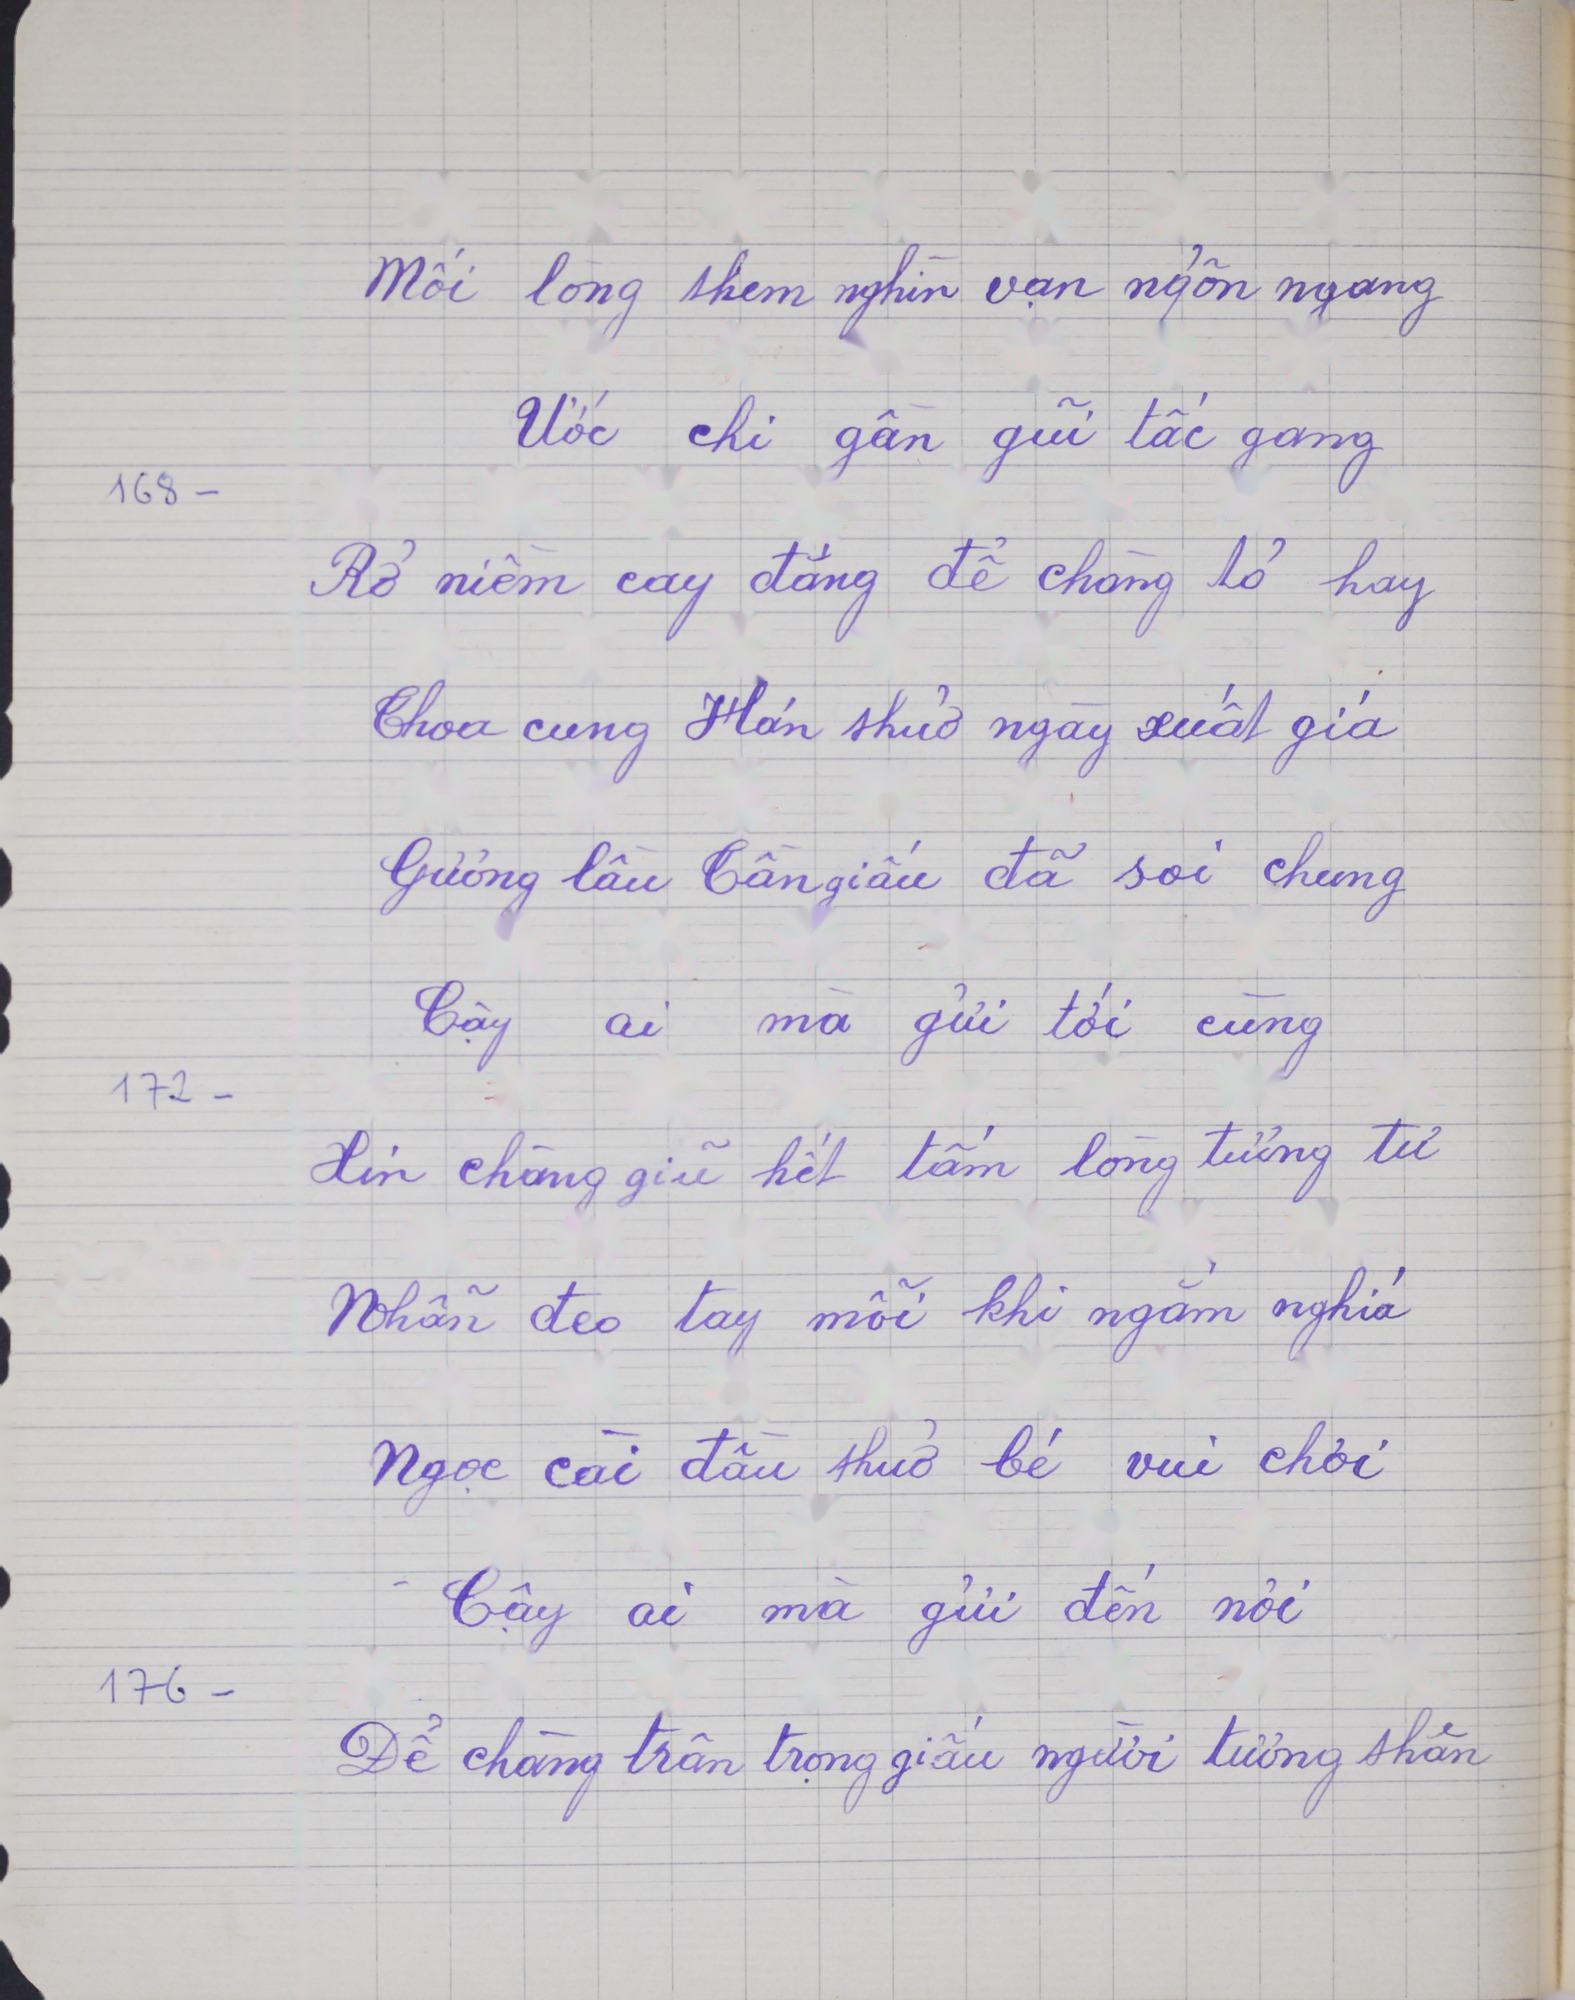 Mối lòng thêm nghìn vạn ngổn ngang
Ước chi gần gũi tấc gang
168 -
Rở niềm cay đắng để chàng tỏ hay
Thoa cung Hán thuở ngày xuất giá
Gương lầu Tần giấu đã soi chung
Cậy ai mà gửi tới cùng
172 -
Xin chàng giữ hết tấm lòng tương tư
Nhẫn đeo tay mỗi khi ngắm nghía
Ngọc cài đầu thuở bé vui chơi
- Cậy ai mà gửi đến nơi
176 -
Để chàng trân trọng giấu người tương thân